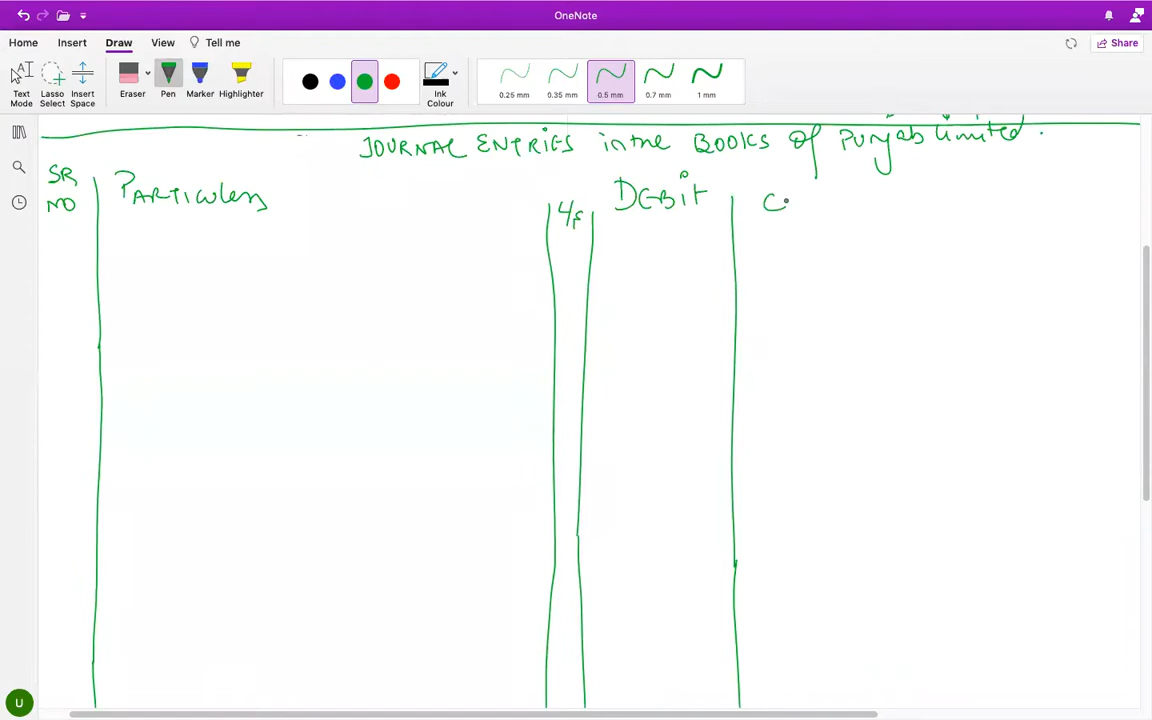 OneNote
Home Insert Draw View Tell me
Share
Text Mode
Lasso Select
Insert Space
Eraser
Pen
Marker
Highlighter
Ink Colour
0.25 mm
0.35 mm
0.5 mm
0.7 mm
1 mm
JOURNAL ENTRIES in the BOOKS of Punjab limited.
SR NO
PARTICULERS
L/F
DEBIT
C
U